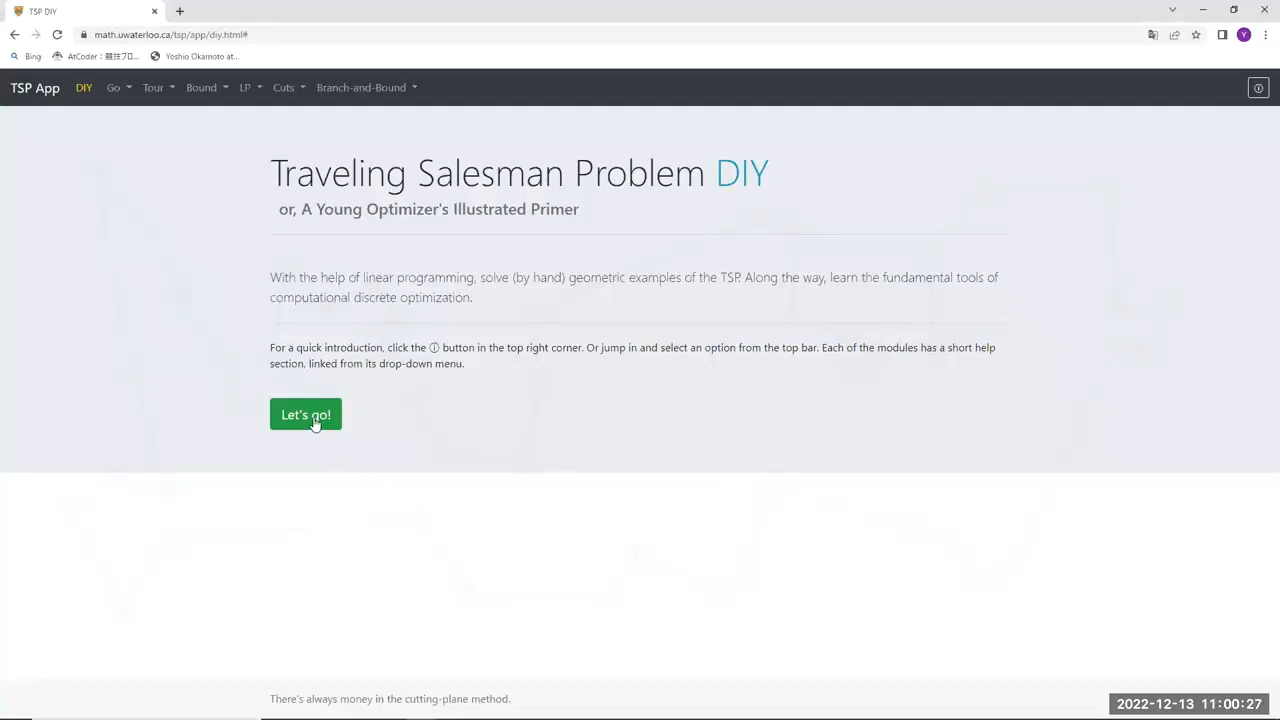 TSP DIY
math.uwaterloo.ca/tsp/app/diy.html#
Y
Bing
AtCoder：競技プロ...
Yoshio Okamoto at...
TSP App DIY Go Tour Bound LP Cuts Branch-and-Bound
Traveling Salesman Problem DIY
or, A Young Optimizer's Illustrated Primer
With the help of linear programming, solve (by hand) geometric examples of the TSP. Along the way, learn the fundamental tools of
computational discrete optimization.
For a quick introduction, click the ⓘ button in the top right corner. Or jump in and select an option from the top bar. Each of the modules has a short help
section, linked from its drop-down menu.
Let's go!
There's always money in the cutting-plane method.
2022-12-13 11:00:27